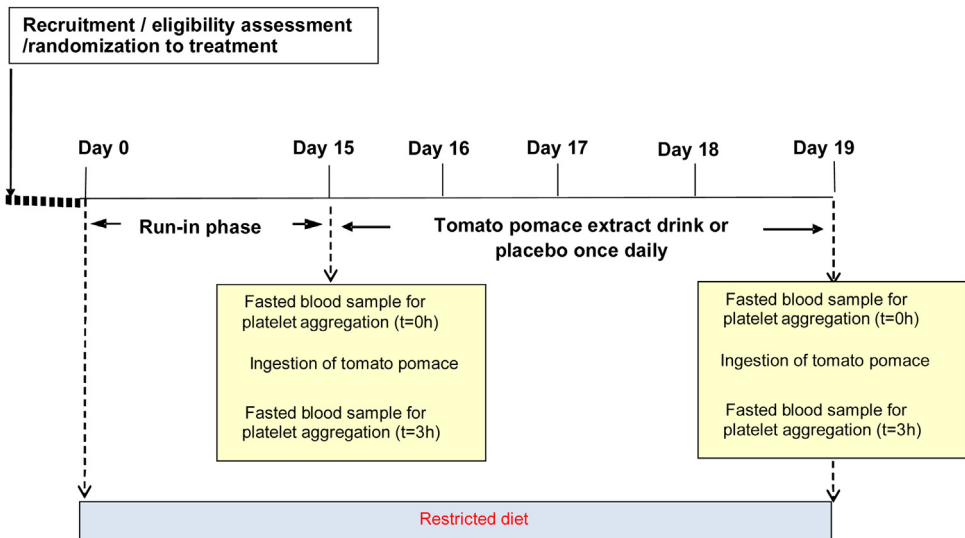 Recruitment / eligibility assessment
/randomization to treatment
Day 0
Day 15
Day 16
Day 17
Day 18
Day 19
Run-in phase
Tomato pomace extract drink or
placebo once daily
Fasted blood sample for
platelet aggregation (t=0h)
Ingestion of tomato pomace
Fasted blood sample for
platelet aggregation (t=3h)
Fasted blood sample for
platelet aggregation (t=0h)
Ingestion of tomato pomace
Fasted blood sample for
platelet aggregation (t=3h)
Restricted diet